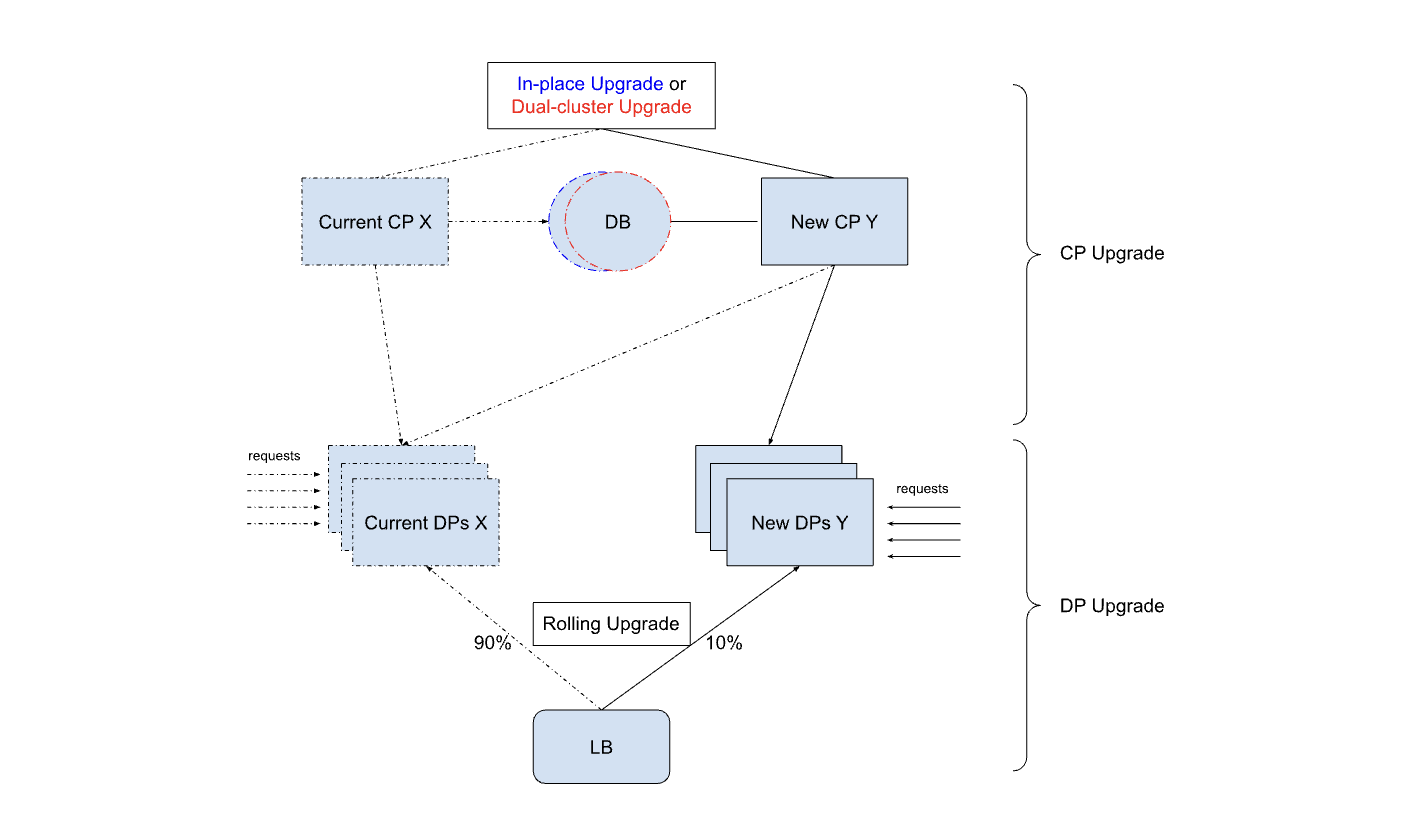 In-place Upgrade or
Dual-cluster Upgrade
Current CP X
DB
New CP Y
CP Upgrade
requests
Current DPs X
requests
New DPs Y
DP Upgrade
Rolling Upgrade
90%
10%
LB